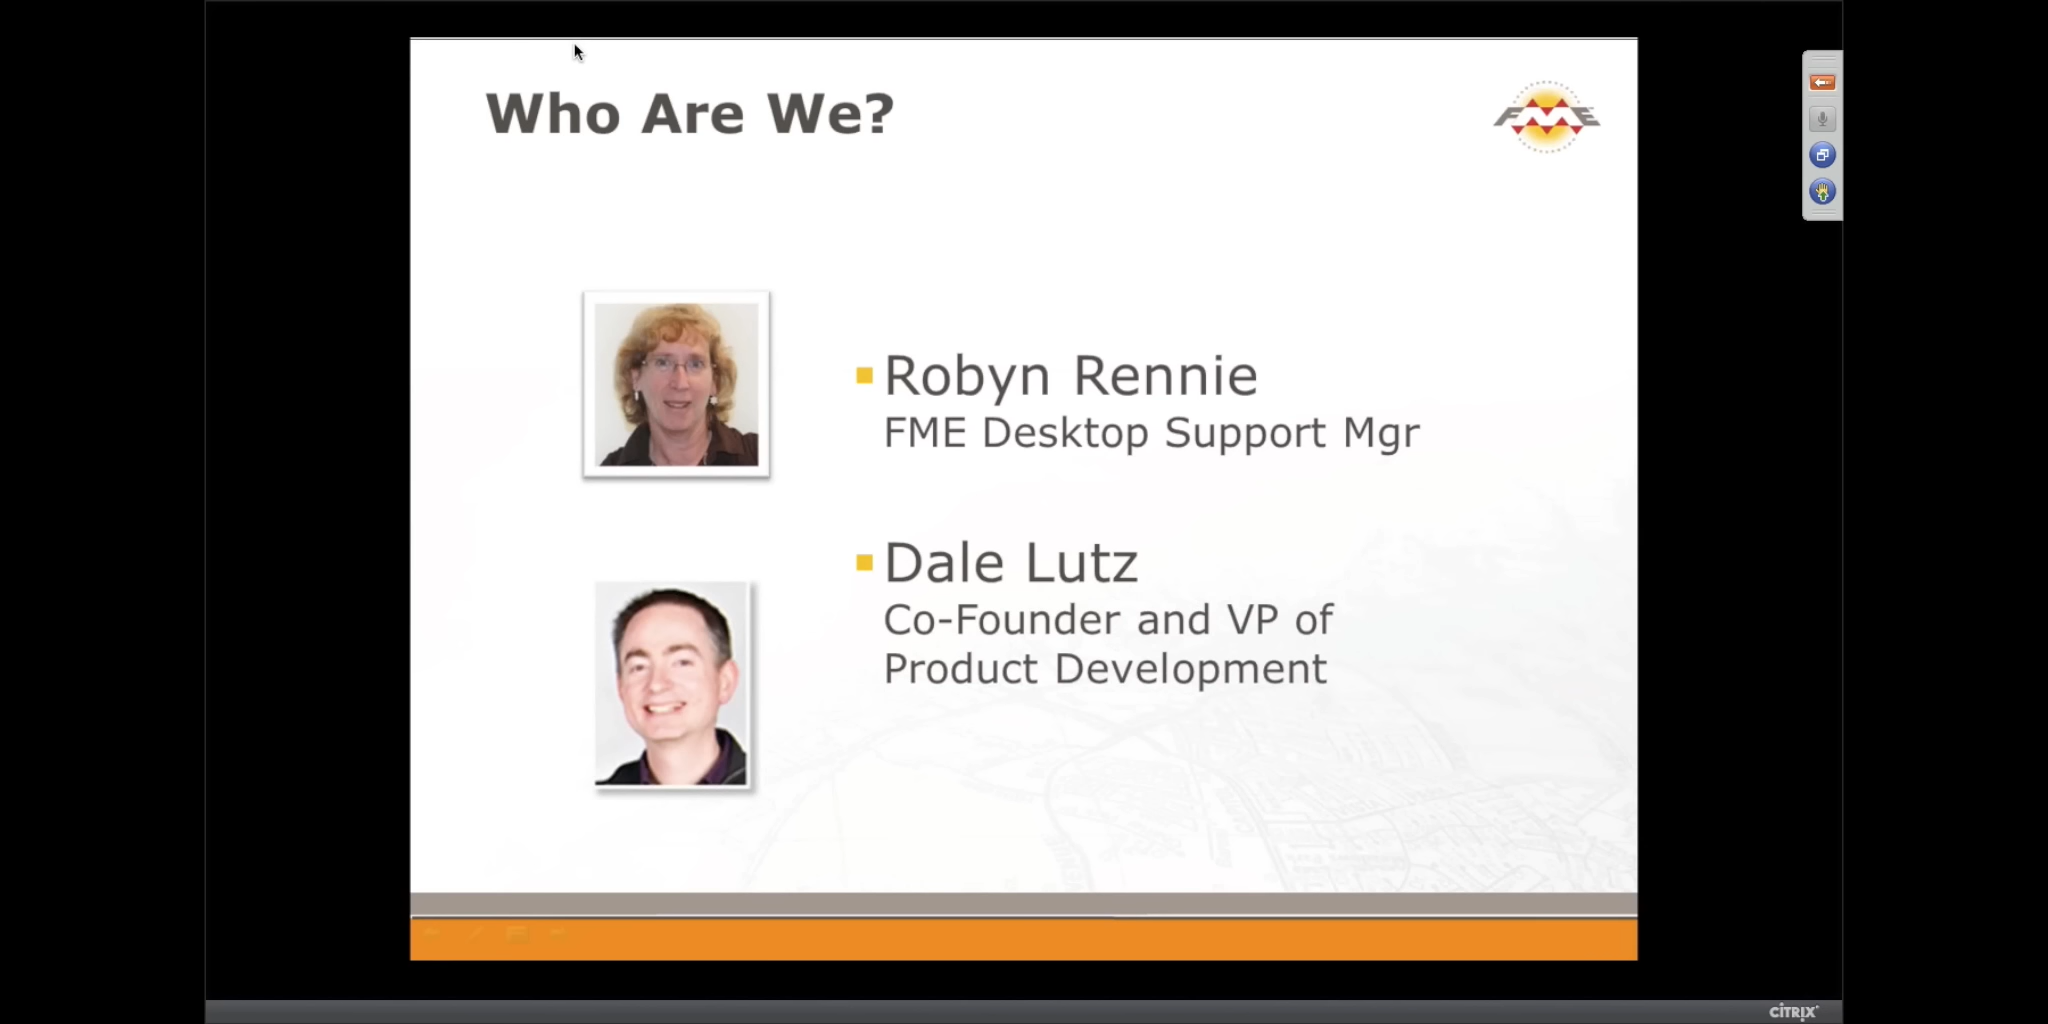 Who Are We?
FME
Robyn Rennie
FME Desktop Support Mgr
Dale Lutz
Co-Founder and VP of
Product Development
CITRIX